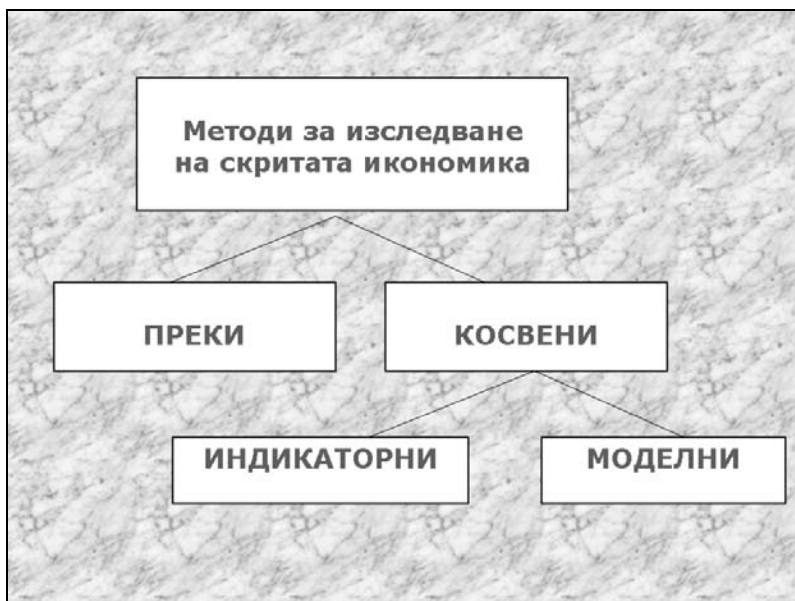 Методи за изследване
на скритата икономика
ПРЕКИ
КОСВЕНИ
ИНДИКАТОРНИ
МОДЕЛНИ